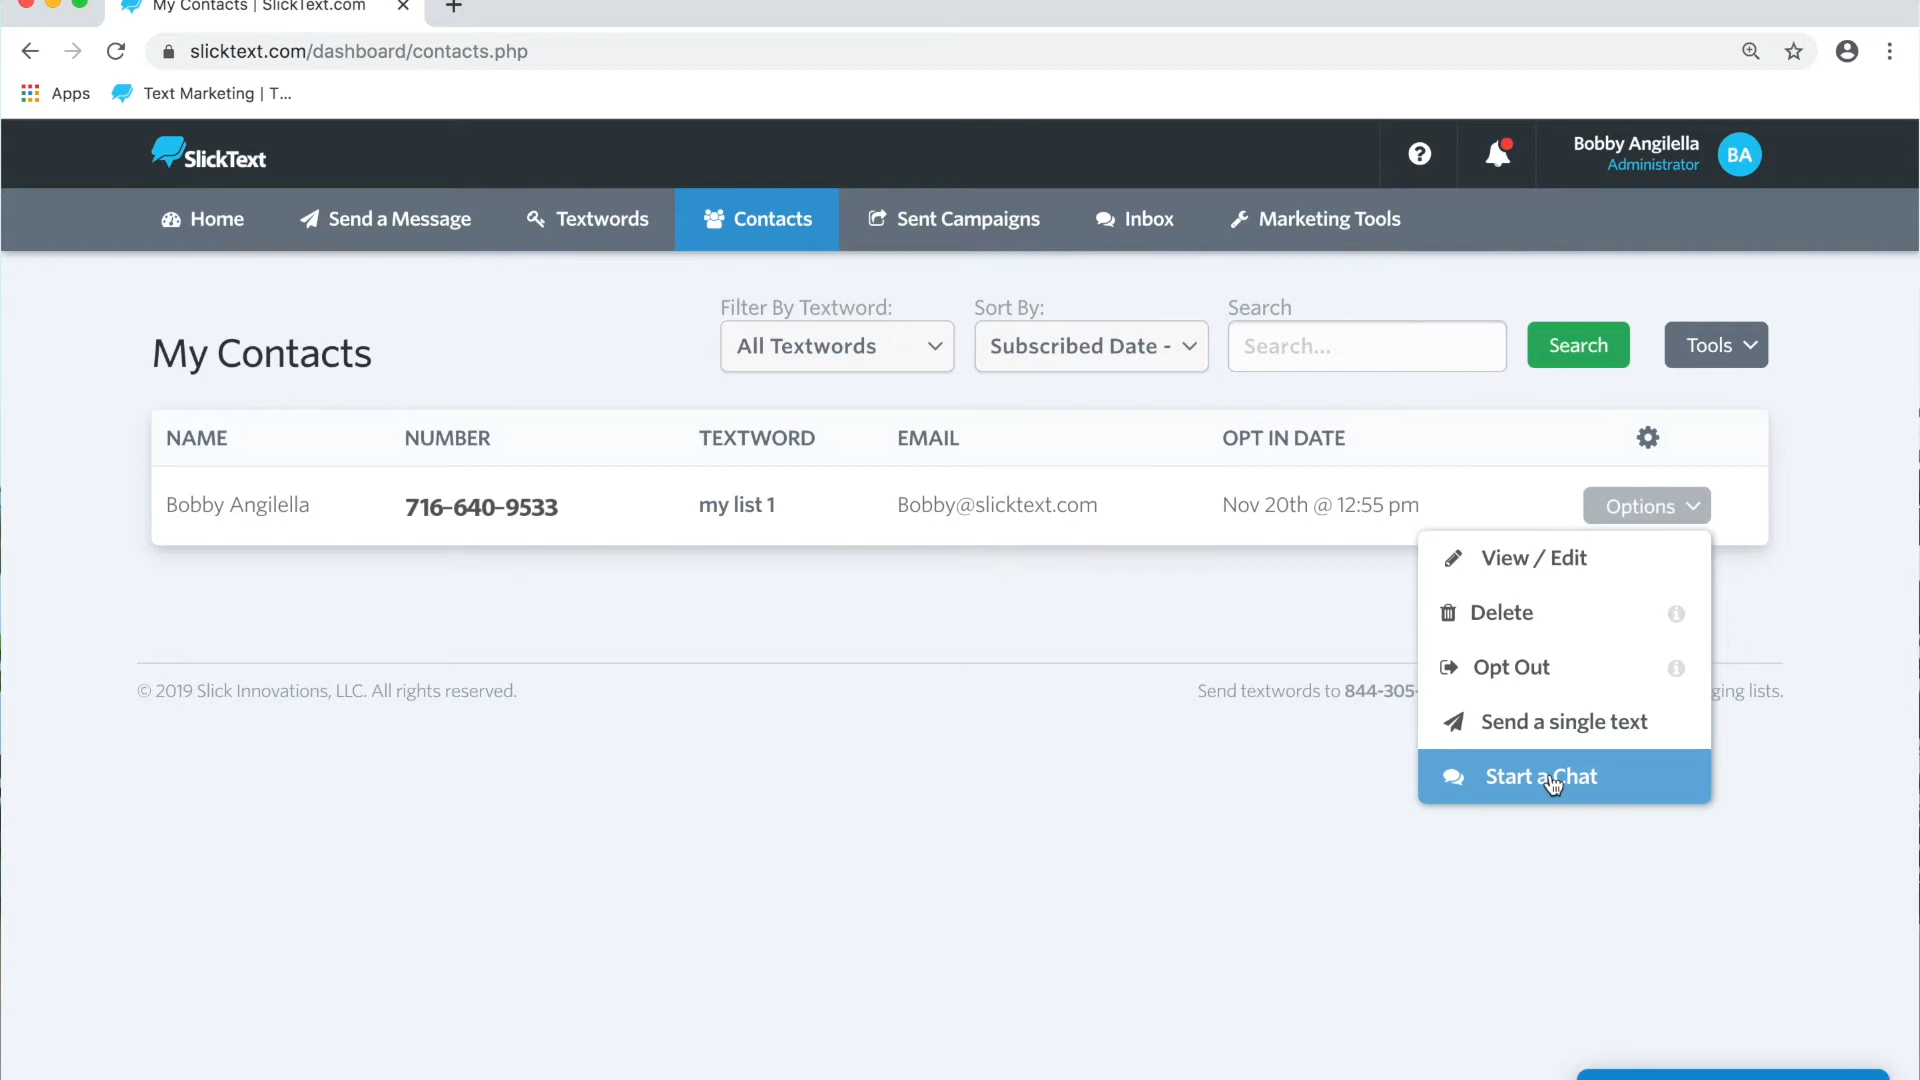 My Contacts | SlickText.com
slicktext.com/dashboard/contacts.php
Apps Text Marketing | T...
SlickText
Bobby Angilella
Administrator
BA
Home Send a Message Textwords Contacts Sent Campaigns Inbox Marketing Tools
Filter By Textword: Sort By: Search
My Contacts All Textwords Subscribed Date - Search... Search Tools
NAME NUMBER TEXTWORD EMAIL OPT IN DATE
Bobby Angilella 716-640-9533 my list 1 Bobby@slicktext.com Nov 20th @ 12:55 pm Options
View / Edit
Delete
Opt Out
Send a single text
Start a Chat
© 2019 Slick Innovations, LLC. All rights reserved. Send textwords to 844-305- ging lists.